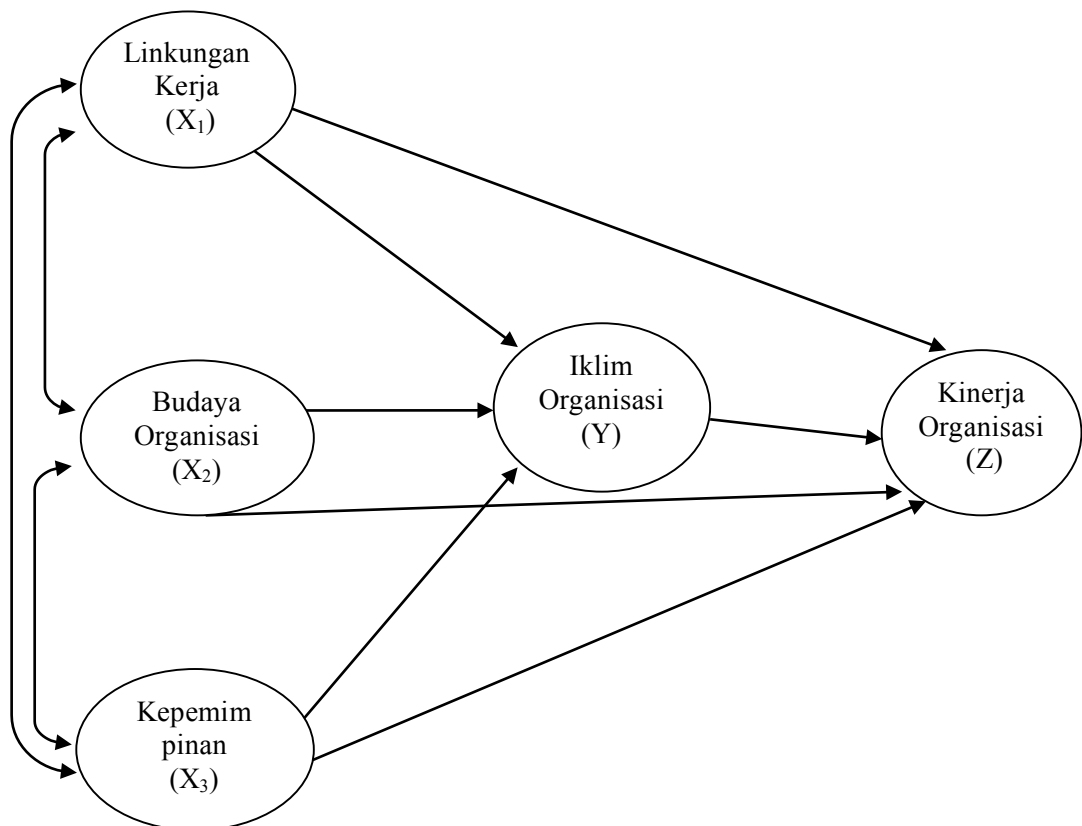 Linkungan
Kerja
(X₁)
Budaya
Organisasi
(X₂)
Kepemim
pinan
(X₃)
Iklim
Organisasi
(Y)
Kinerja
Organisasi
(Z)